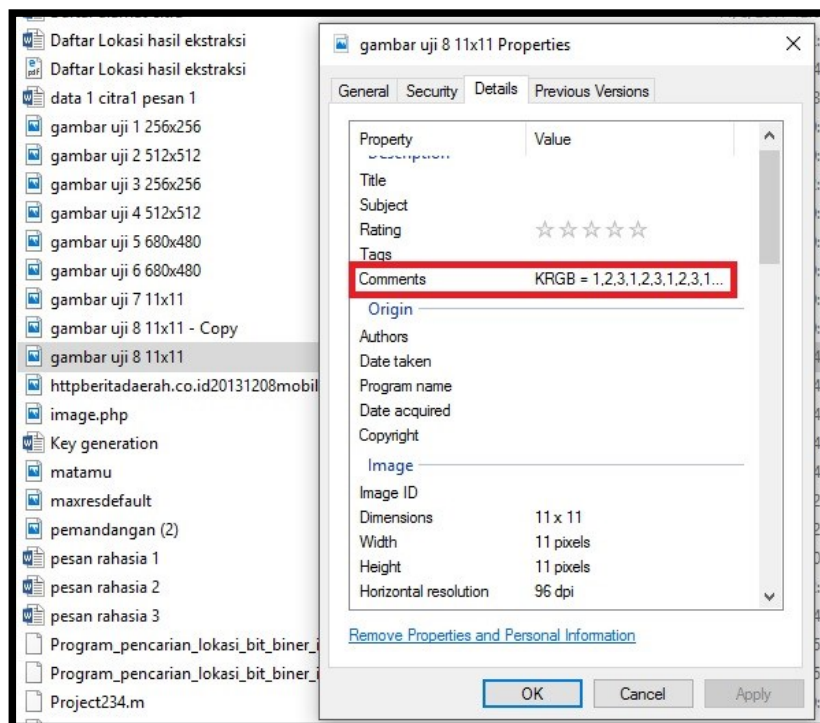 Daftar Lokasi hasil ekstraksi
Daftar Lokasi hasil ekstraksi
data 1 citra1 pesan 1
gambar uji 1 256x256
gambar uji 2 512x512
gambar uji 3 256x256
gambar uji 4 512x512
gambar uji 5 680x480
gambar uji 6 680x480
gambar uji 7 11x11
gambar uji 8 11x11 - Copy
gambar uji 8 11x11
httpberitadaerah.co.id20131208mobil
image.php
Key generation
matamu
maxresdefault
pemandangan (2)
pesan rahasia 1
pesan rahasia 2
pesan rahasia 3
Program_pencarian_lokasi_bit_biner_i
Program_pencarian_lokasi_bit_biner_i
Project234.m
gambar uji 8 11x11 Properties
General Security Details Previous Versions
Property Value
Description
Title
Subject
Rating
Tags
Comments KRGB = 1,2,3,1,2,3,1,2,3,1...
Origin
Authors
Date taken
Program name
Date acquired
Copyright
Image
Image ID
Dimensions 11 x 11
Width 11 pixels
Height 11 pixels
Horizontal resolution 96 dpi
Remove Properties and Personal Information
OK Cancel Apply